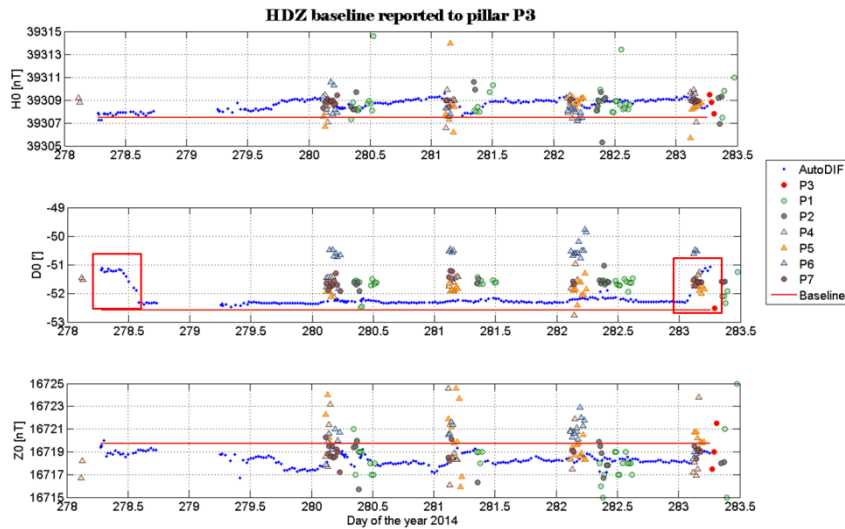 HDZ baseline reported to pillar P3
39315
39313
39311
39309
39307
39305
H0 [nT]
278 278.5 279 279.5 280 280.5 281 281.5 282 282.5 283 283.5
-49
-50
-51
-52
-53
D0 [']
278 278.5 279 279.5 280 280.5 281 281.5 282 282.5 283 283.5
AutoDIF
P3
P1
P2
P4
P5
P6
P7
Baseline
16725
16723
16721
16719
16717
16715
Z0 [nT]
278 278.5 279 279.5 280 280.5 281 281.5 282 282.5 283 283.5
Day of the year 2014